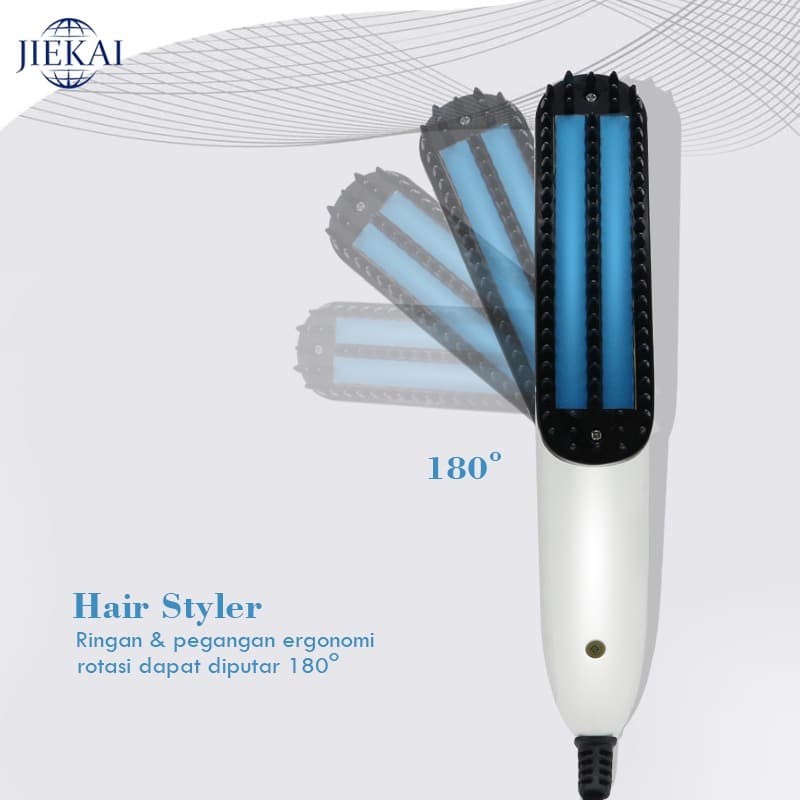 JIEKAI
180°
Hair Styler
Ringan & pegangan ergonomi
rotasi dapat diputar 180°